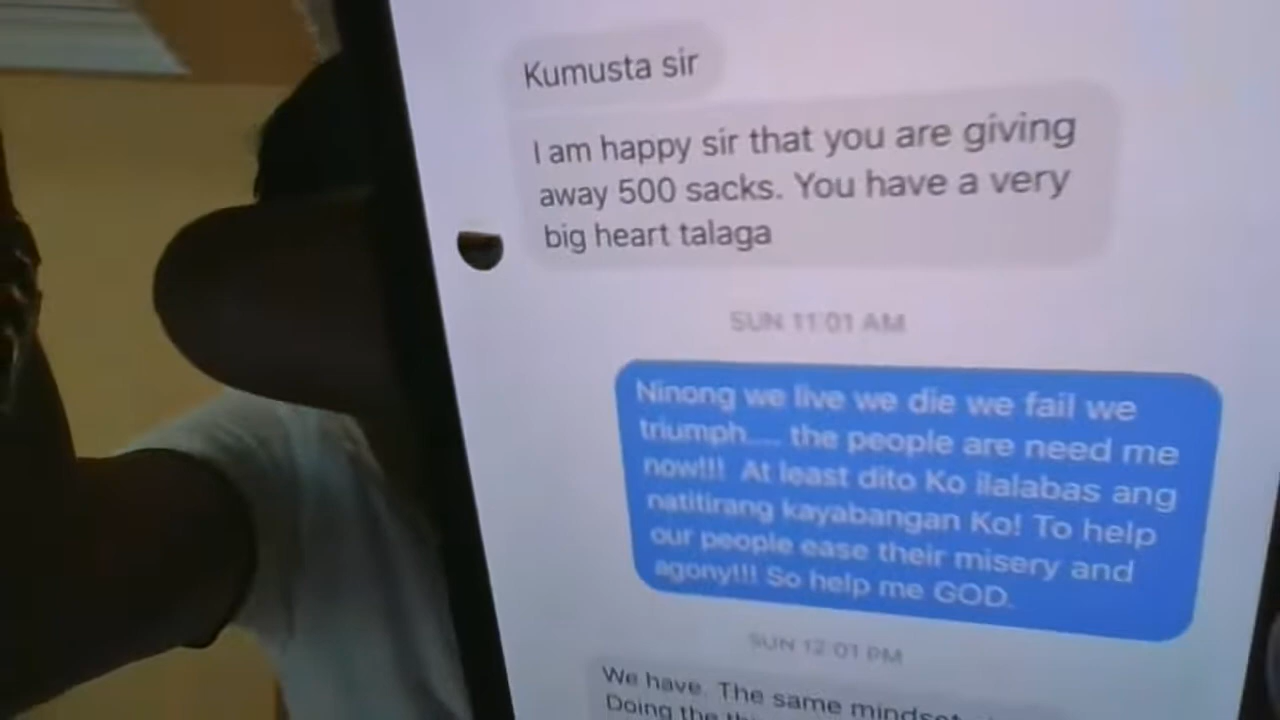 Kumusta sir
I am happy sir that you are giving
away 500 sacks. You have a very
big heart talaga
SUN 11:01 AM
Ninong we live we die we fail we
triumph.... the people are need me
now!!! At least dito Ko ilalabas ang
natitirang kayabangan Ko! To help
our people ease their misery and
agony!!! So help me GOD.
SUN 12:01 PM
We have. The same mindset
Doing the